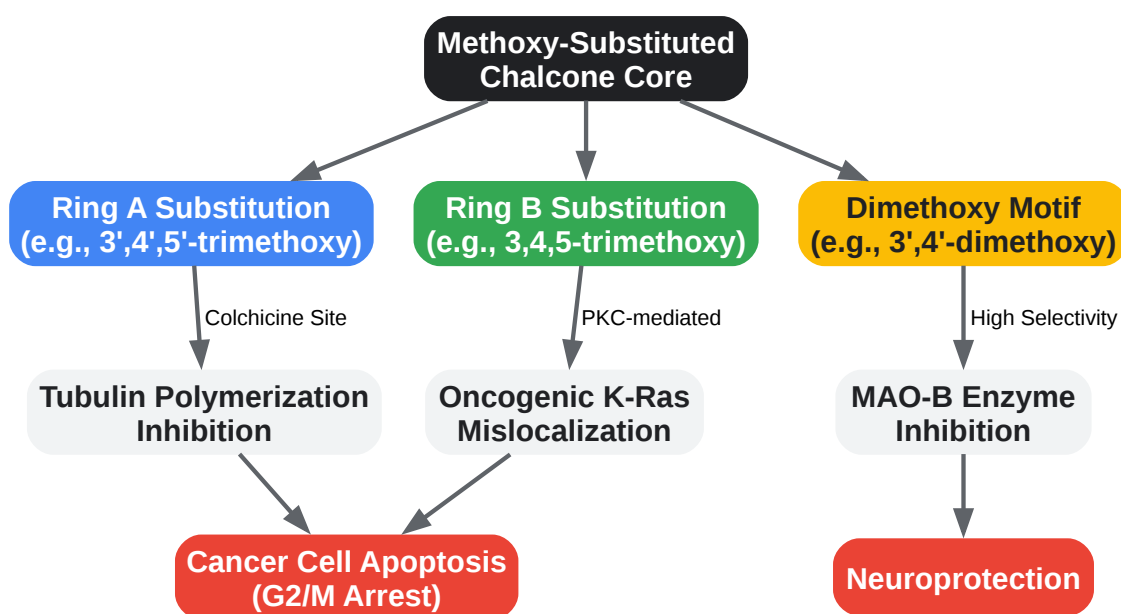 Methoxy-Substituted
Chalcone Core
Ring A Substitution
(e.g., 3',4',5'-trimethoxy)
Ring B Substitution
(e.g., 3,4,5-trimethoxy)
Dimethoxy Motif
(e.g., 3',4'-dimethoxy)
Colchicine Site
PKC-mediated
High Selectivity
Tubulin Polymerization
Inhibition
Oncogenic K-Ras
Mislocalization
MAO-B Enzyme
Inhibition
Cancer Cell Apoptosis
(G2/M Arrest)
Neuroprotection